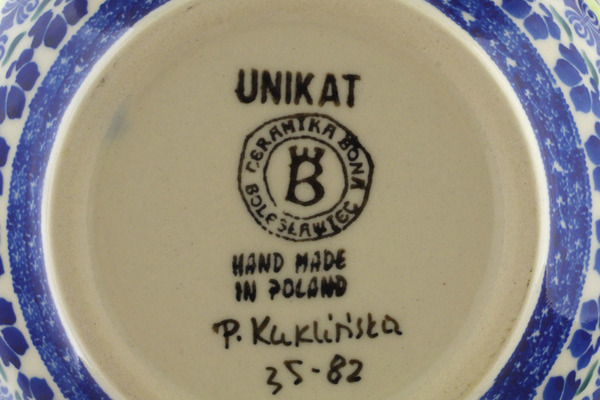 UNIKAT
CERAMIKA BONA
B
BOLESŁAWIEC
HAND MADE
IN POLAND
P. Kuklińska
35-82